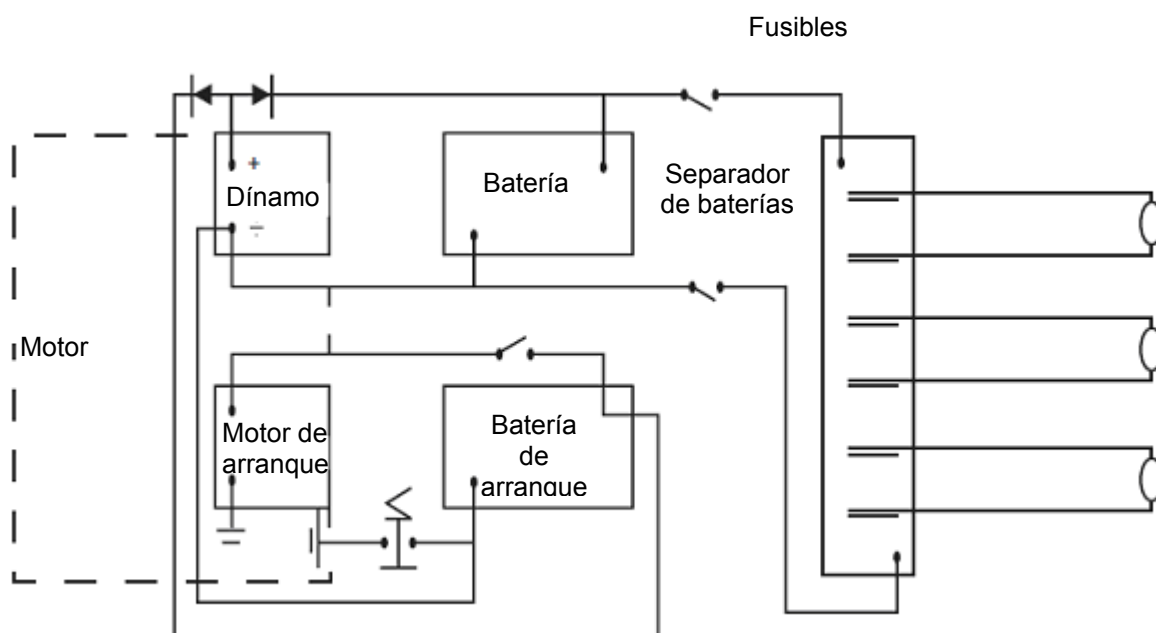 Fusibles
+
Dínamo
÷
Batería
Separador
de baterías
Motor
Motor de
arranque
Batería
de
arranque